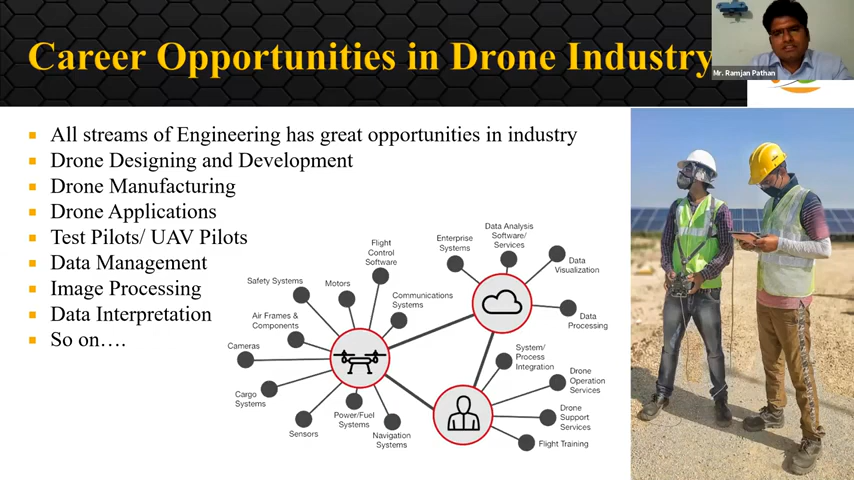 Career Opportunities in Drone Industry
Mr. Ramjan Pathan
All streams of Engineering has great opportunities in industry
Drone Designing and Development
Drone Manufacturing
Drone Applications
Test Pilots/ UAV Pilots
Data Management
Image Processing
Data Interpretation
So on….
Flight
Control
Software
Safety Systems
Motors
Communications
Systems
Air Frames &
Components
Cameras
Cargo
Systems
Sensors
Power/Fuel
Systems
Navigation
Systems
Enterprise
Systems
Data Analysis
Software/
Services
Data
Visualization
Data
Processing
System/
Process
Integration
Drone
Operation
Services
Drone
Support
Services
Flight Training